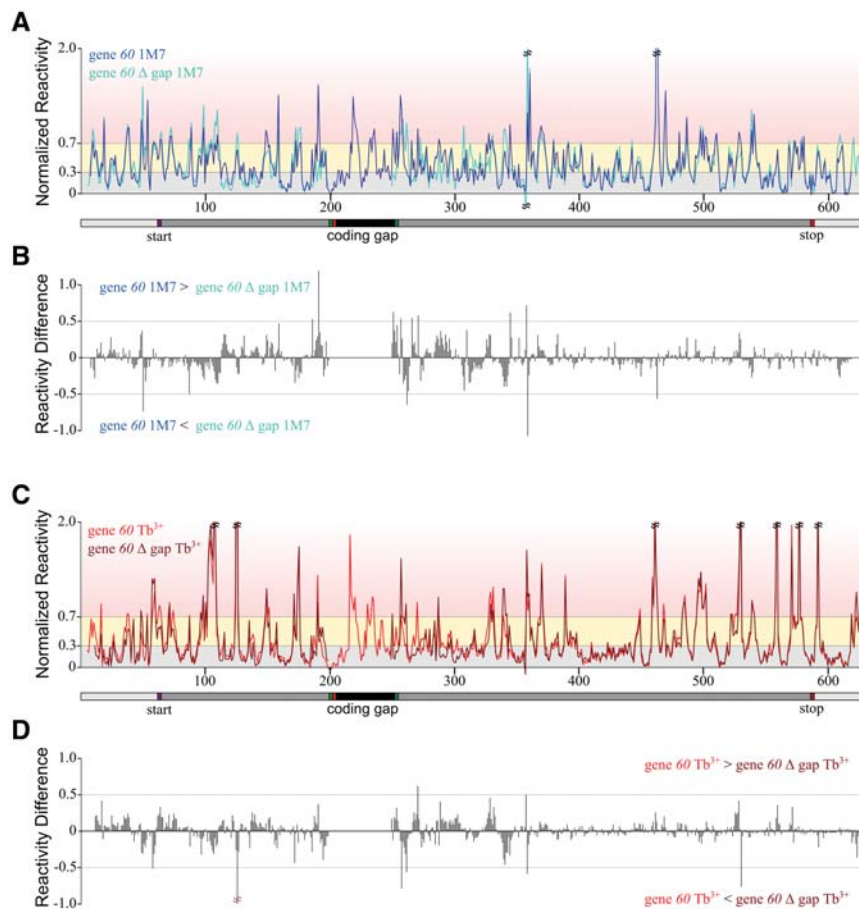 A
Normalized Reactivity
2.0
0.7
0.3
0
gene 60 1M7
gene 60 Δ gap 1M7
100 200 300 400 500 600
start coding gap stop
B
Reactivity Difference
1.0
0.5
0
-0.5
-1.0
gene 60 1M7 > gene 60 Δ gap 1M7
gene 60 1M7 < gene 60 Δ gap 1M7
C
Normalized Reactivity
2.0
0.7
0.3
0
gene 60 Tb³⁺
gene 60 Δ gap Tb³⁺
100 200 300 400 500 600
start coding gap stop
D
Reactivity Difference
1.0
0.5
0
-0.5
-1.0
gene 60 Tb³⁺ > gene 60 Δ gap Tb³⁺
gene 60 Tb³⁺ < gene 60 Δ gap Tb³⁺